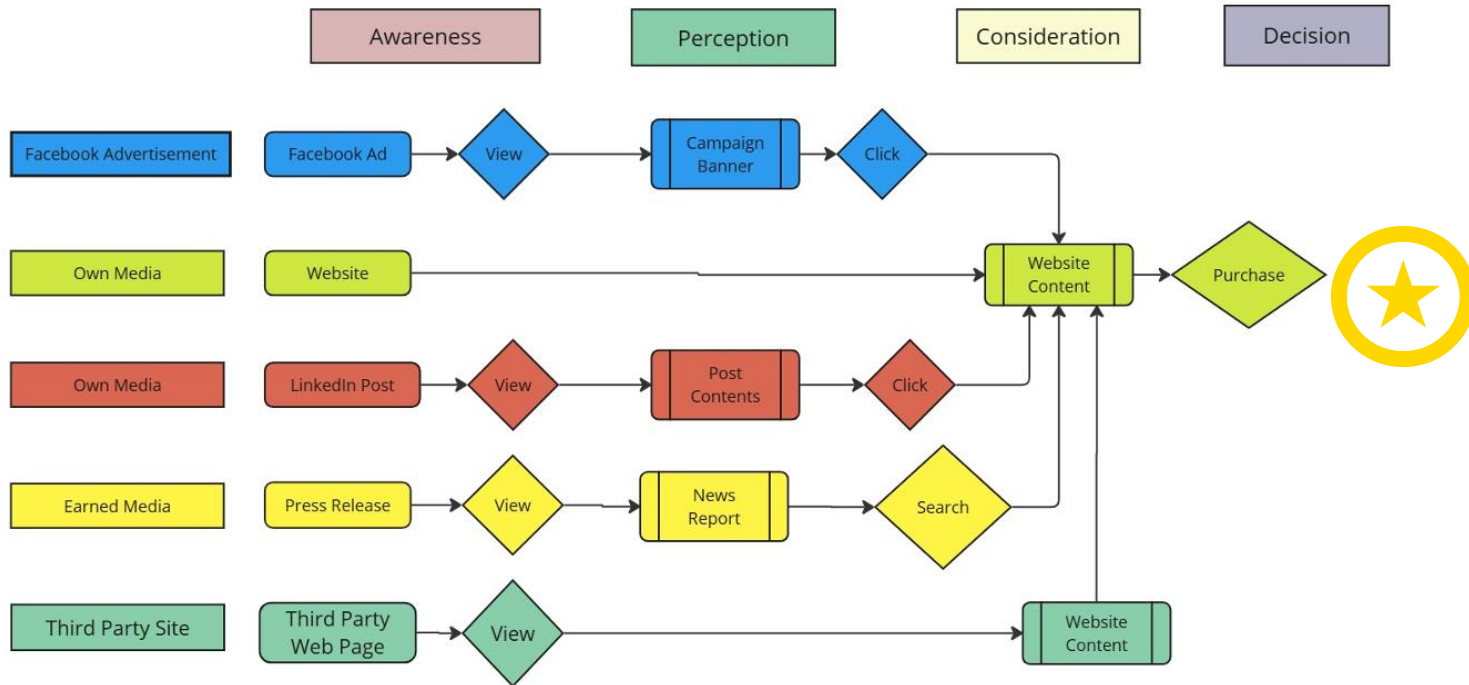 Awareness
Perception
Consideration
Decision
Facebook Advertisement
Facebook Ad
View
Campaign
Banner
Click
Own Media
Website
Website
Content
Purchase
Own Media
LinkedIn Post
View
Post
Contents
Click
Earned Media
Press Release
View
News
Report
Search
Third Party Site
Third Party
Web Page
View
Website
Content